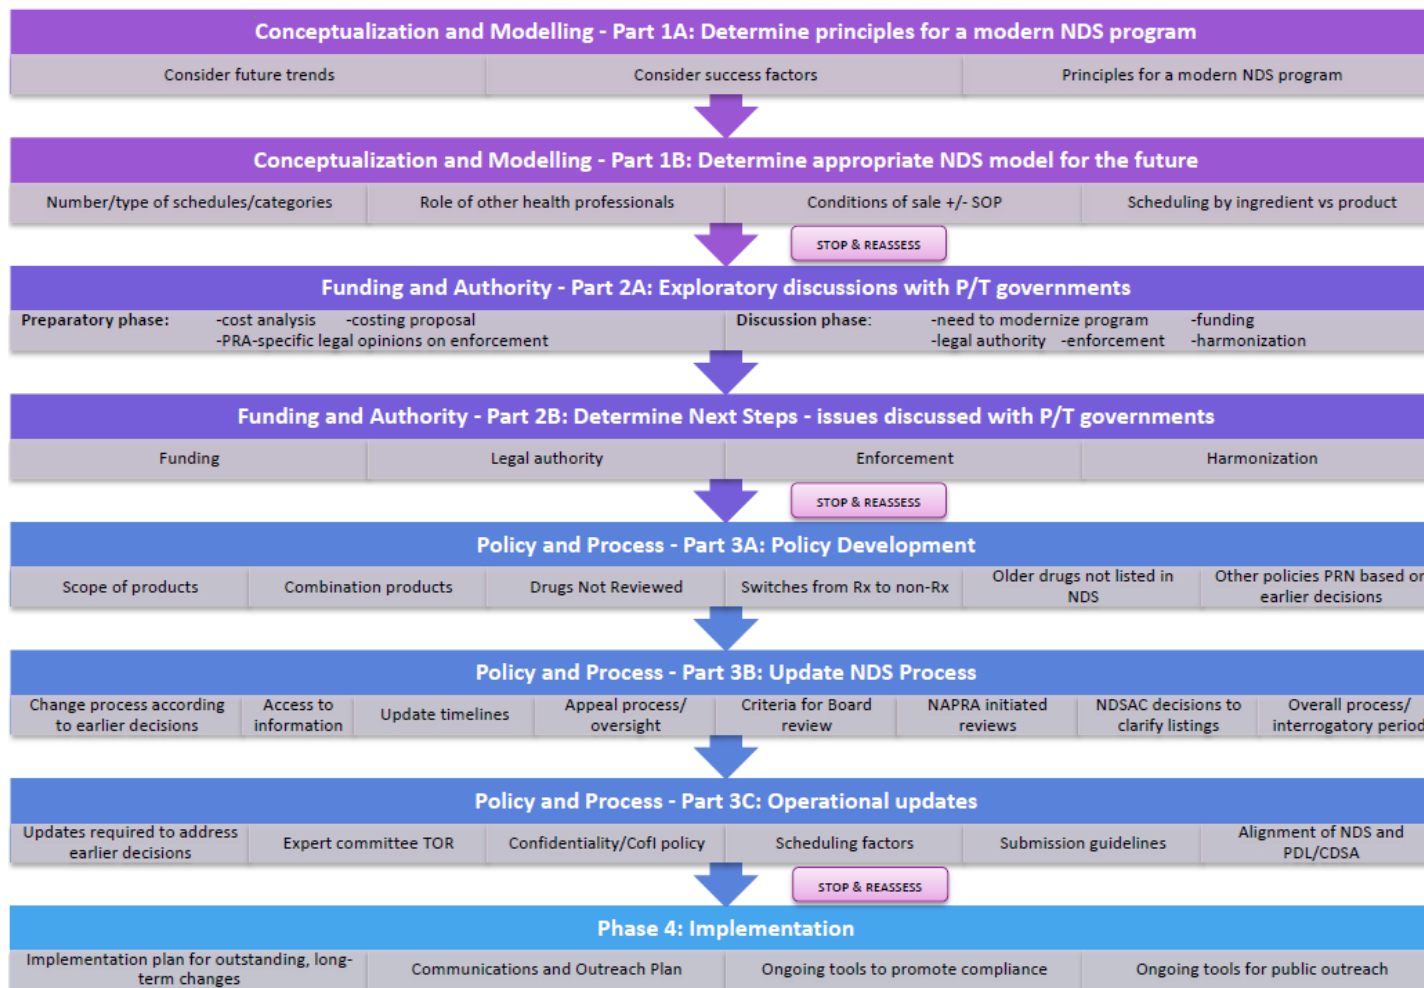 Conceptualization and Modelling - Part 1A: Determine principles for a modern NDS program
Consider future trends
Consider success factors
Principles for a modern NDS program
Conceptualization and Modelling - Part 1B: Determine appropriate NDS model for the future
Number/type of schedules/categories
Role of other health professionals
Conditions of sale +/- SOP
Scheduling by ingredient vs product
STOP & REASSESS
Funding and Authority - Part 2A: Exploratory discussions with P/T governments
Preparatory phase: -cost analysis -costing proposal
-PRA-specific legal opinions on enforcement
Discussion phase: -need to modernize program -funding
-legal authority -enforcement -harmonization
Funding and Authority - Part 2B: Determine Next Steps - issues discussed with P/T governments
Funding
Legal authority
Enforcement
Harmonization
STOP & REASSESS
Policy and Process - Part 3A: Policy Development
Scope of products
Combination products
Drugs Not Reviewed
Switches from Rx to non-Rx
Older drugs not listed in
NDS
Other policies PRN based on
earlier decisions
Policy and Process - Part 3B: Update NDS Process
Change process according
to earlier decisions
Access to
information
Update timelines
Appeal process/
oversight
Criteria for Board
review
NAPRA initiated
reviews
NDSAC decisions to
clarify listings
Overall process/
interrogatory period
Policy and Process - Part 3C: Operational updates
Updates required to address
earlier decisions
Expert committee TOR
Confidentiality/CofI policy
Scheduling factors
Submission guidelines
Alignment of NDS and
PDL/CDSA
STOP & REASSESS
Phase 4: Implementation
Implementation plan for outstanding, long-
term changes
Communications and Outreach Plan
Ongoing tools to promote compliance
Ongoing tools for public outreach